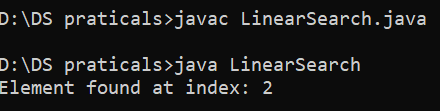 D:\DS praticals>javac LinearSearch.java
D:\DS praticals>java LinearSearch
Element found at index: 2